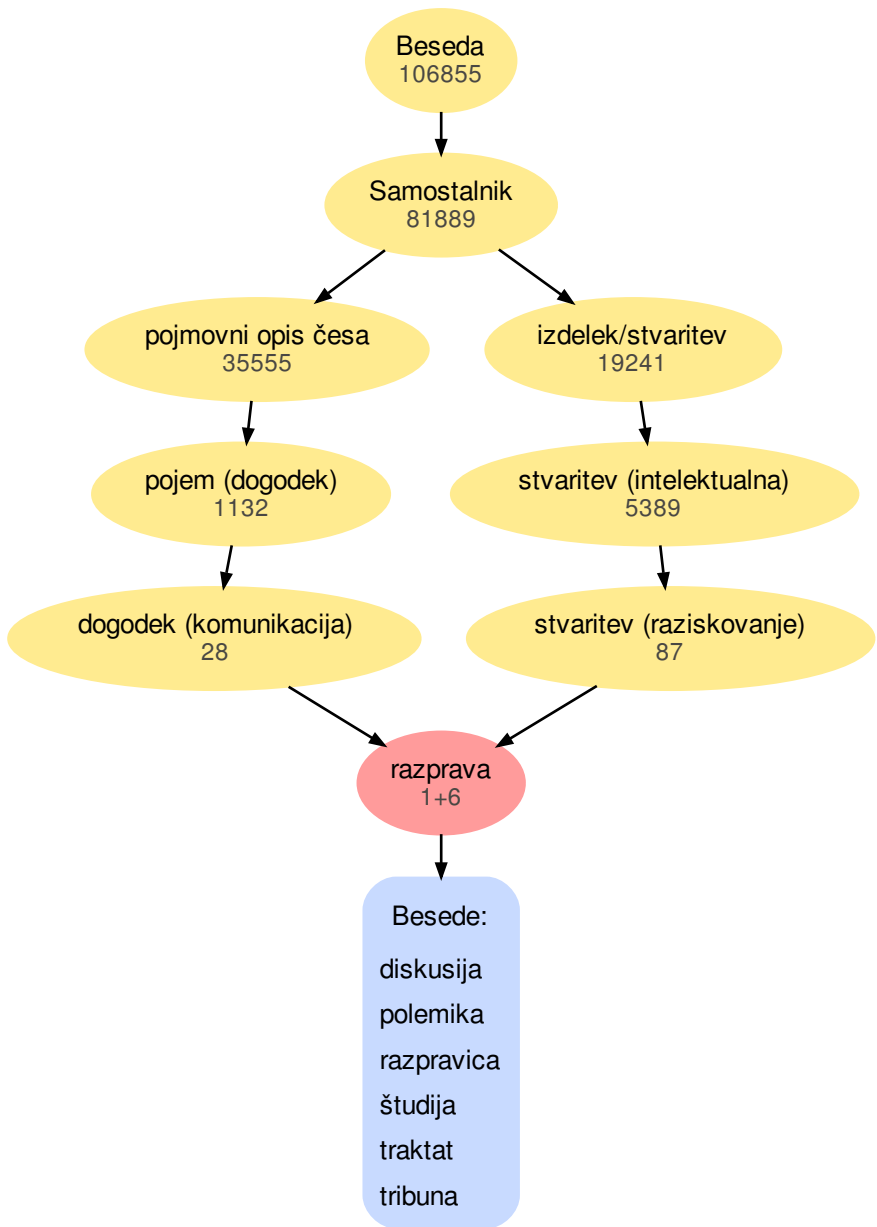 Beseda
106855
Samostalnik
81889
pojmovni opis česa
35555
izdelek/stvaritev
19241
pojem (dogodek)
1132
stvaritev (intelektualna)
5389
dogodek (komunikacija)
28
stvaritev (raziskovanje)
87
razprava
1+6
Besede:
diskusija
polemika
razpravica
študija
traktat
tribuna